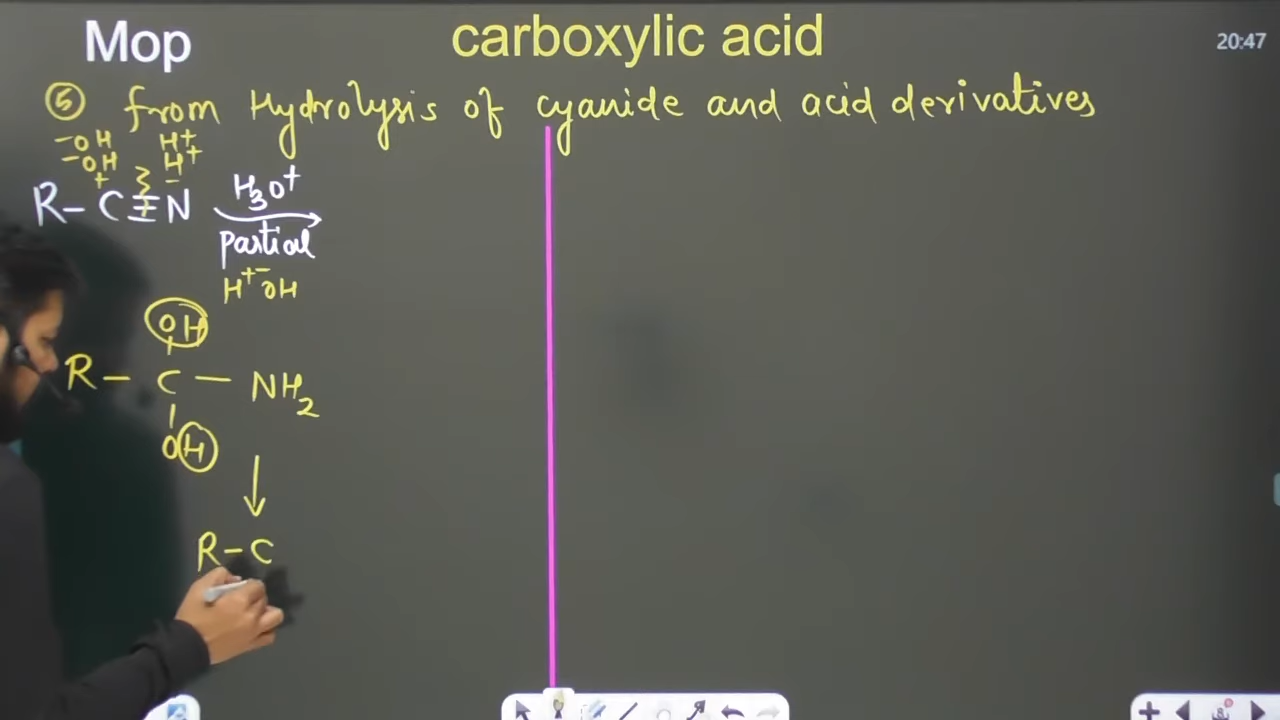 Mop carboxylic acid 20:47
⑤ from Hydrolysis of cyanide and acid derivatives
⁻OH H⁺
⁻OH H⁺
+ −
R–C≡N H₃O⁺
partial
H⁺ ⁻OH
OH
R–C–NH₂
OH
R–C